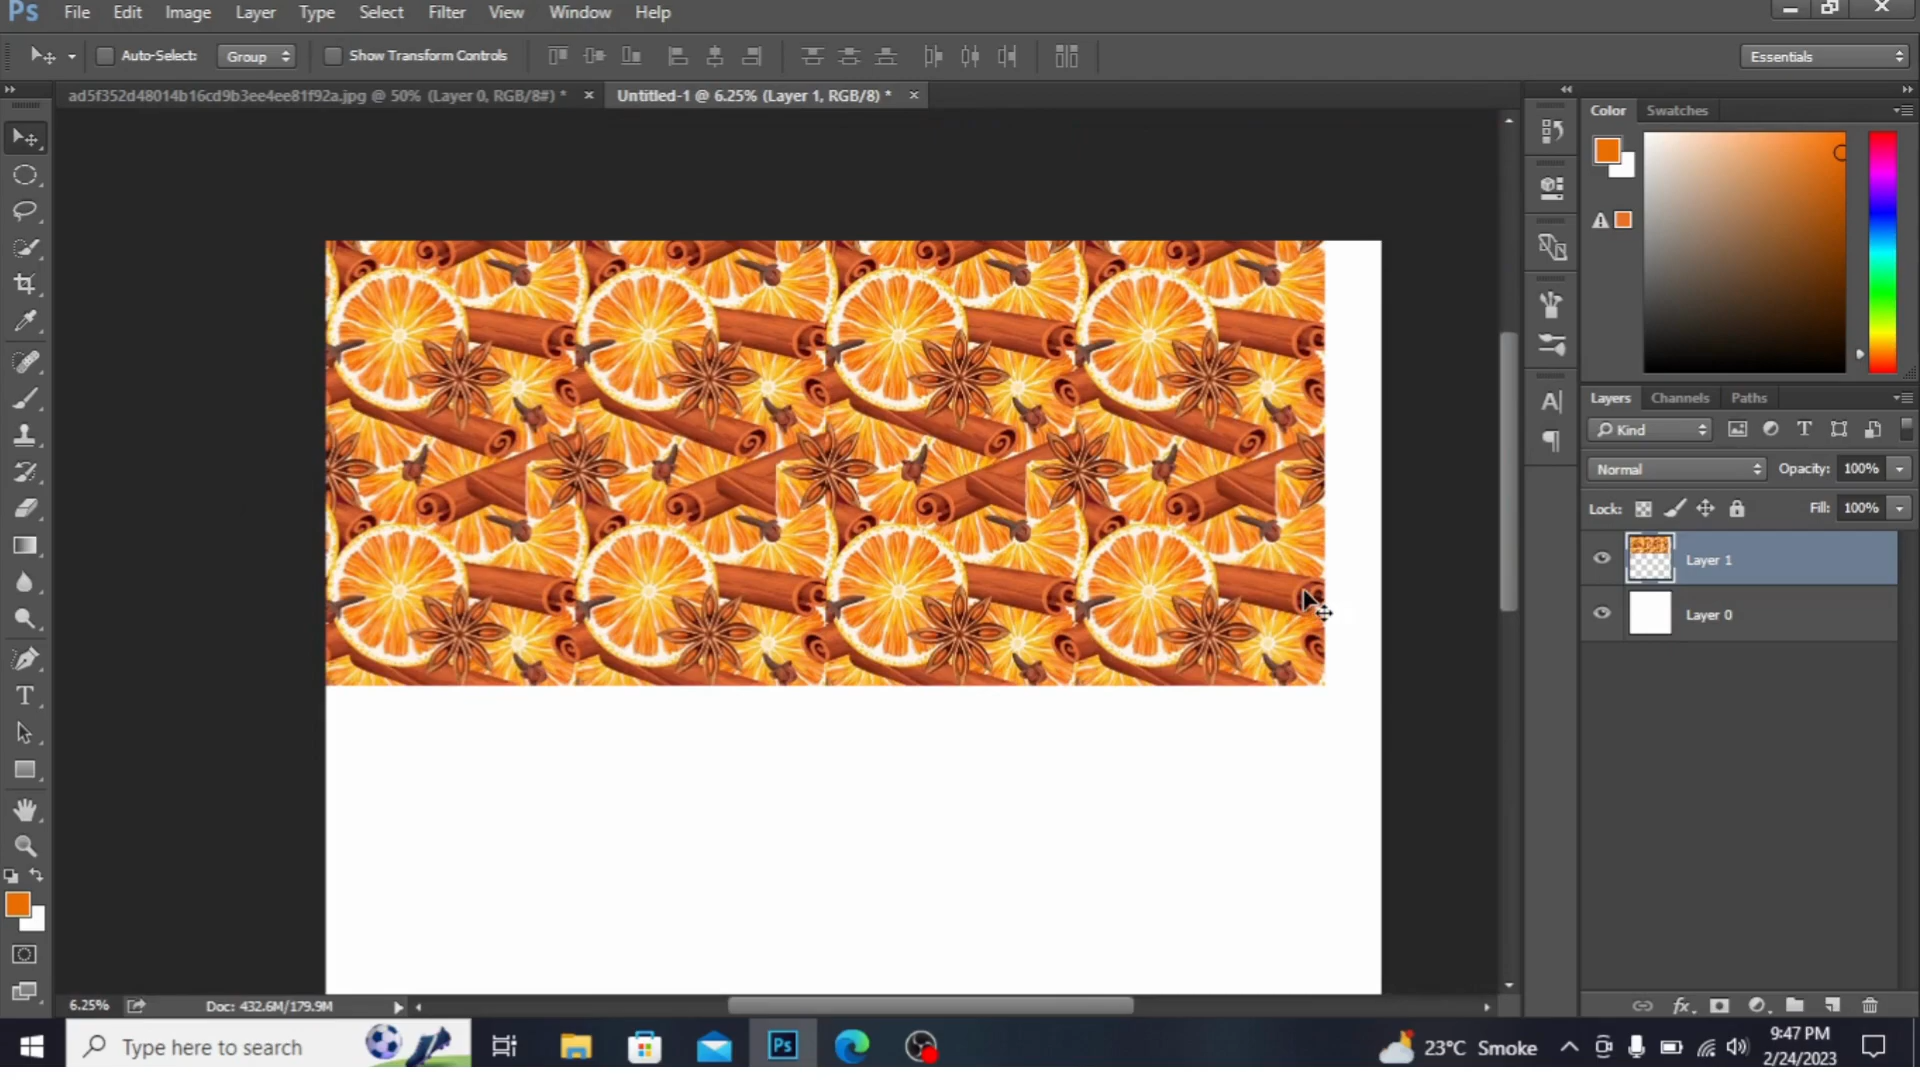 Ps File Edit Image Layer Type Select Filter View Window Help
Auto-Select: Group Show Transform Controls Essentials
ad5f352d48014b16cd9b3ee4ee81f92a.jpg @ 50% (Layer 0, RGB/8#) * × Untitled-1 @ 6.25% (Layer 1, RGB/8) * ×
Color Swatches
Layers Channels Paths
Kind
Normal Opacity: 100%
Lock: Fill: 100%
Layer 1
Layer 0
6.25% Doc: 432.6M/179.9M
Type here to search
Ps
23°C Smoke
9:47 PM
2/24/2023